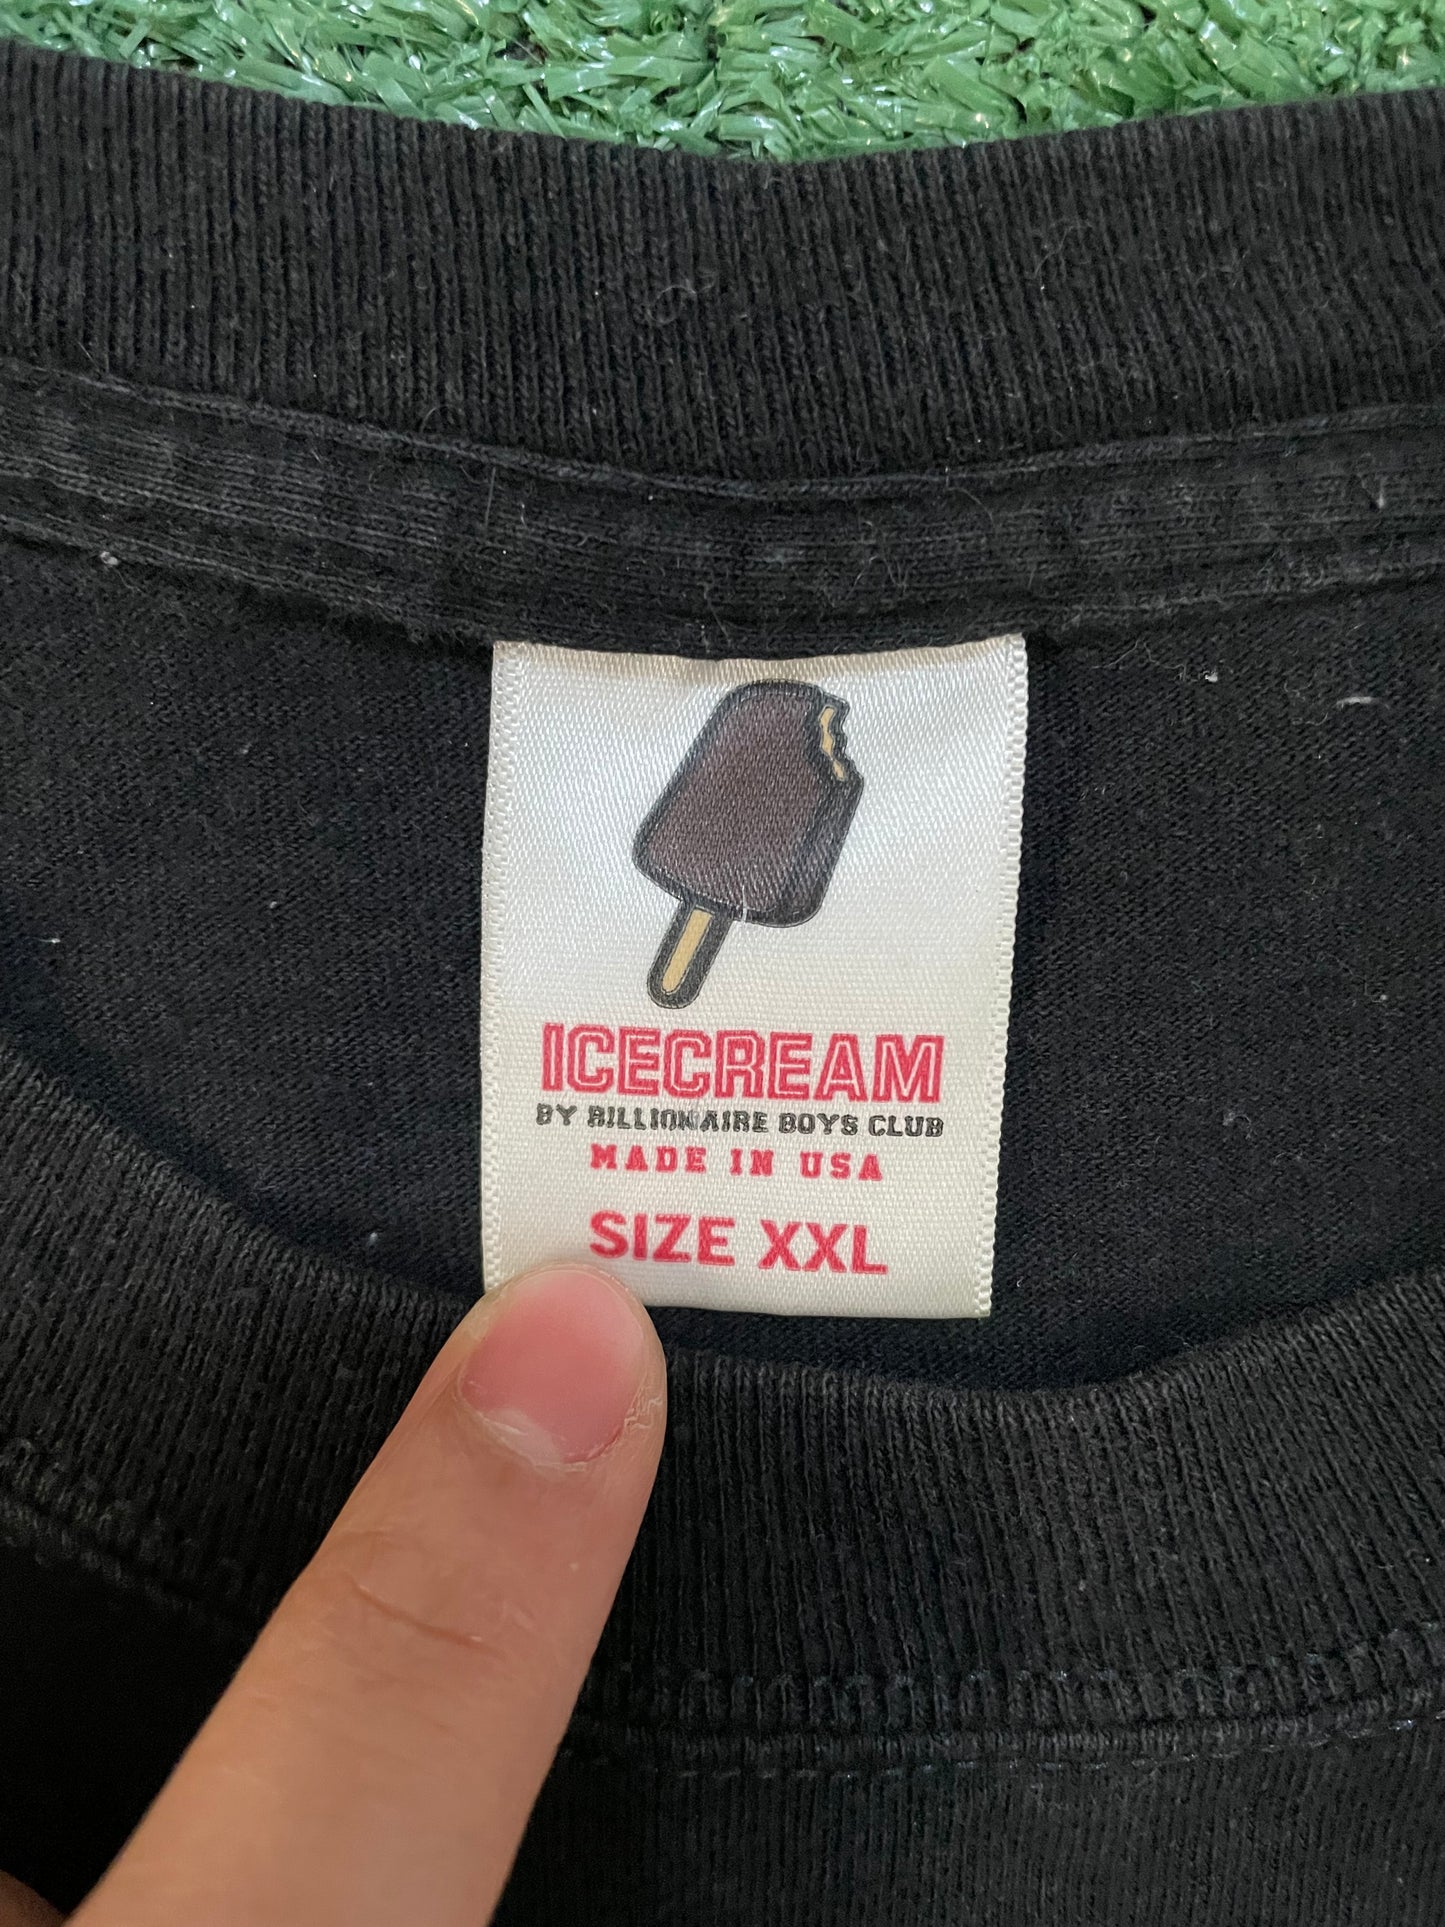 ICECREAM
BY BILLIONAIRE BOYS CLUB
MADE IN USA
SIZE XXL